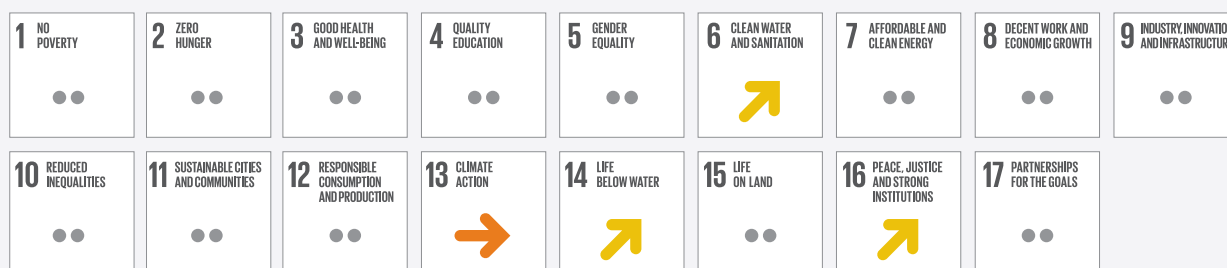 1 NO
POVERTY
2 ZERO
HUNGER
3 GOOD HEALTH
AND WELL-BEING
4 QUALITY
EDUCATION
5 GENDER
EQUALITY
6 CLEAN WATER
AND SANITATION
7 AFFORDABLE AND
CLEAN ENERGY
8 DECENT WORK AND
ECONOMIC GROWTH
9 INDUSTRY, INNOVATIO
AND INFRASTRUCTUR
10 REDUCED
INEQUALITIES
11 SUSTAINABLE CITIES
AND COMMUNITIES
12 RESPONSIBLE
CONSUMPTION
AND PRODUCTION
13 CLIMATE
ACTION
14 LIFE
BELOW WATER
15 LIFE
ON LAND
16 PEACE, JUSTICE
AND STRONG
INSTITUTIONS
17 PARTNERSHIPS
FOR THE GOALS